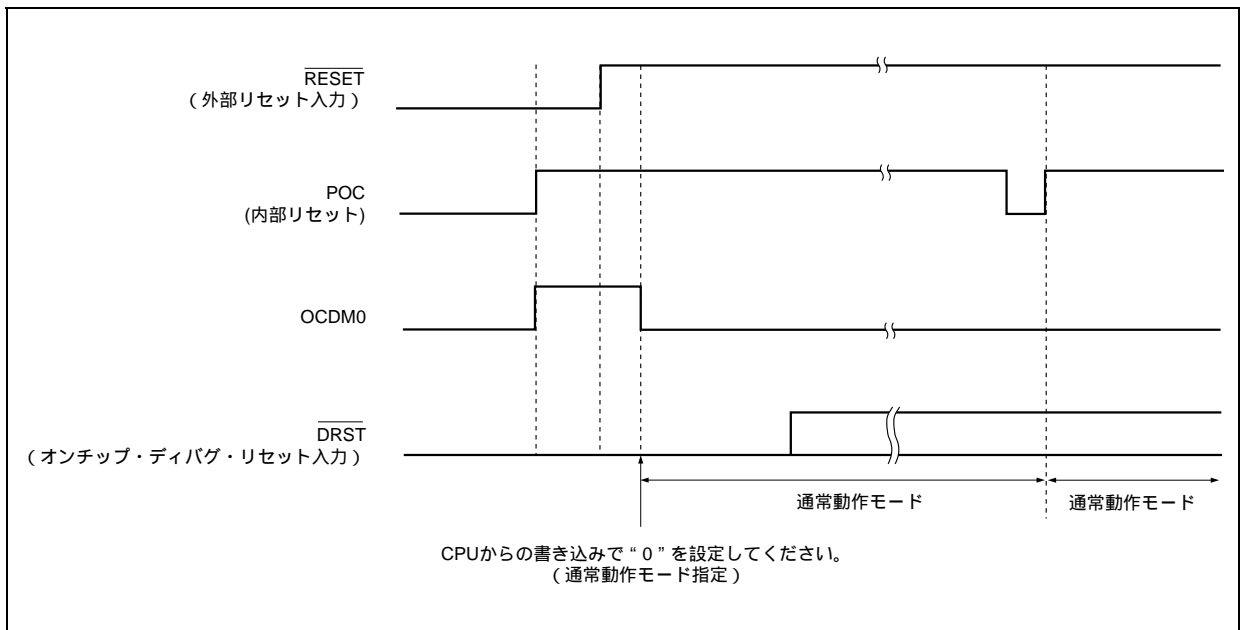 RESET
（外部リセット入力）
POC
(内部リセット)
OCDM0
DRST
（オンチップ・ディバグ・リセット入力）
通常動作モード
通常動作モード
CPUからの書き込みで“0”を設定してください。
（通常動作モード指定）